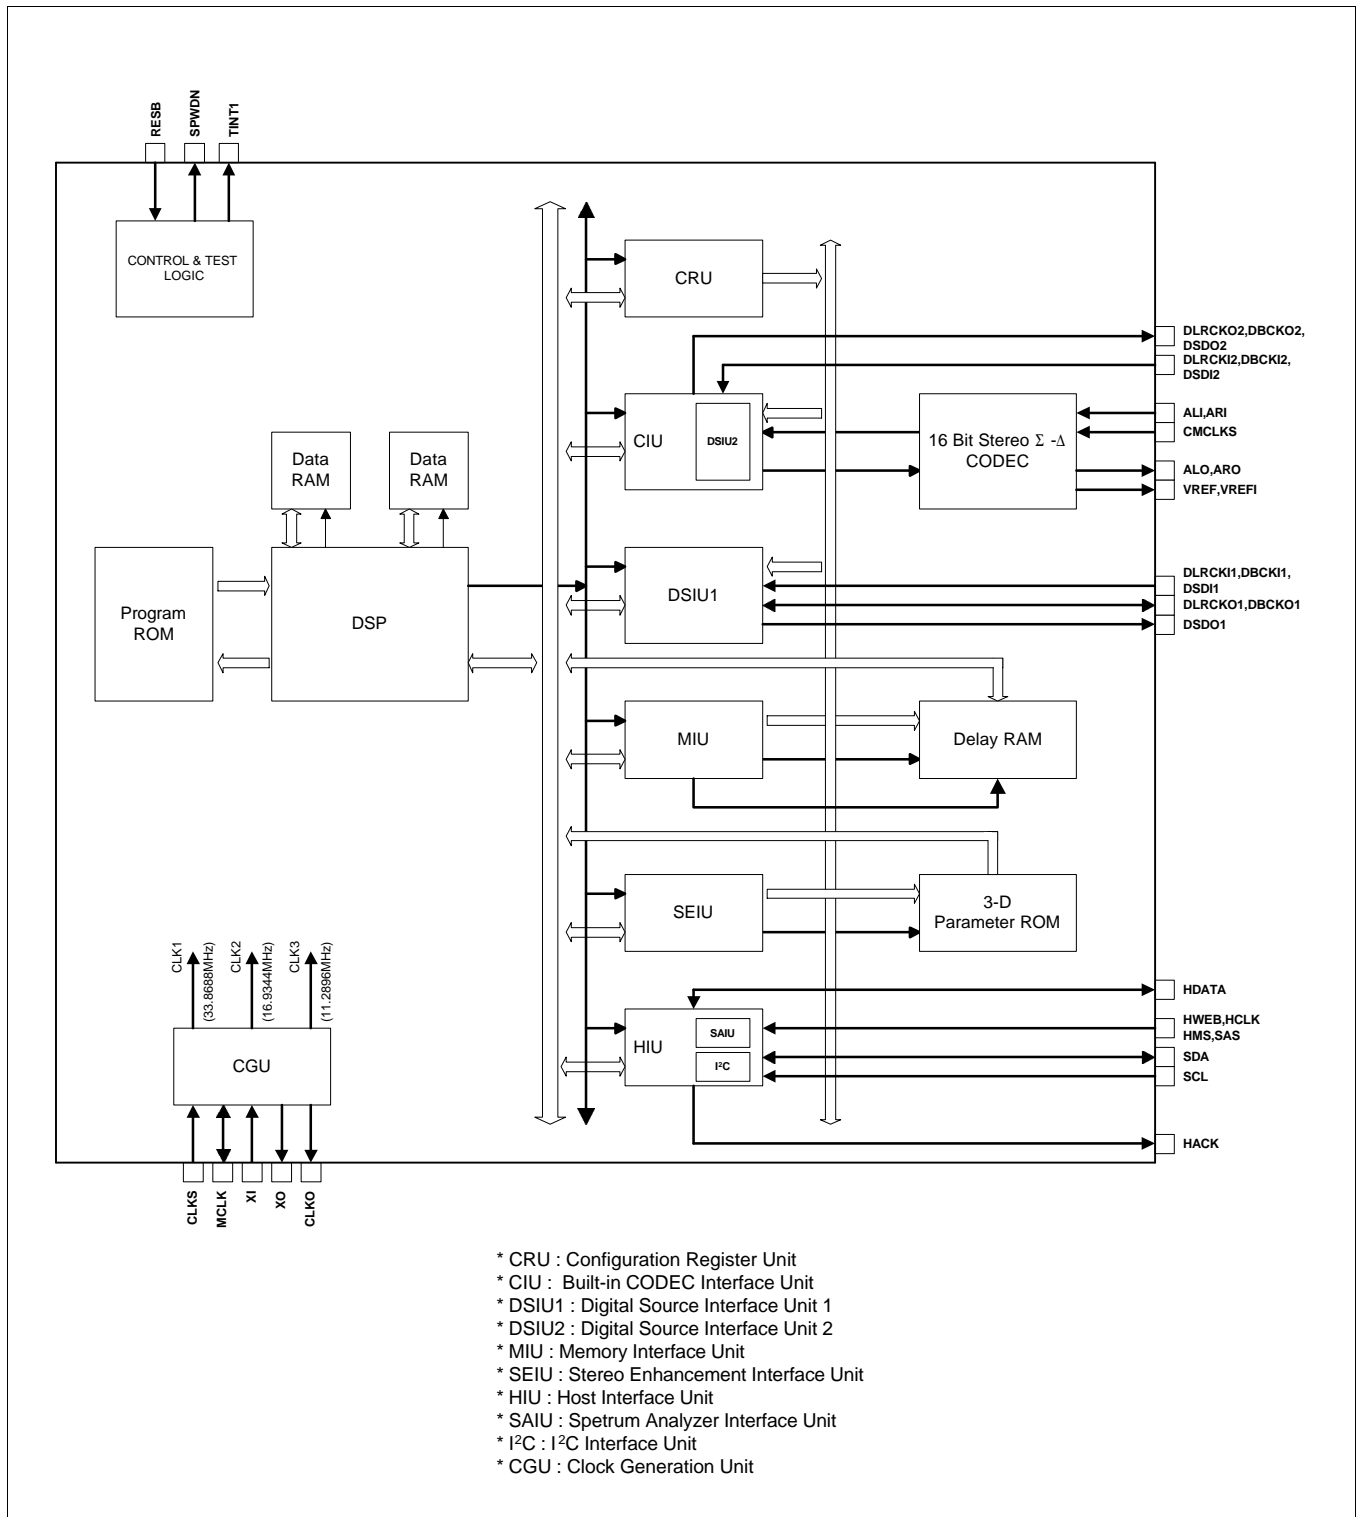 RESB
SPWDN
TINT1
CONTROL & TEST
LOGIC
CRU
DLRCKO2,DBCKO2,
DSDO2
DLRCKI2,DBCKI2,
DSDI2
CIU
DSIU2
16 Bit Stereo Σ -Δ
CODEC
ALI,ARI
CMCLKS
ALO,ARO
VREF,VREFI
Data
RAM
Data
RAM
Program
ROM
DSP
DSIU1
DLRCKI1,DBCKI1,
DSDI1
DLRCKO1,DBCKO1
DSDO1
MIU
Delay RAM
SEIU
3-D
Parameter ROM
CLK1
(33.8688MHz)
CLK2
(16.9344MHz)
CLK3
(11.2896MHz)
CGU
HIU
SAIU
I²C
HDATA
HWEB,HCLK
HMS,SAS
SDA
SCL
HACK
CLKS
MCLK
XI
XO
CLKO
* CRU : Configuration Register Unit
* CIU : Built-in CODEC Interface Unit
* DSIU1 : Digital Source Interface Unit 1
* DSIU2 : Digital Source Interface Unit 2
* MIU : Memory Interface Unit
* SEIU : Stereo Enhancement Interface Unit
* HIU : Host Interface Unit
* SAIU : Spetrum Analyzer Interface Unit
* I²C : I²C Interface Unit
* CGU : Clock Generation Unit